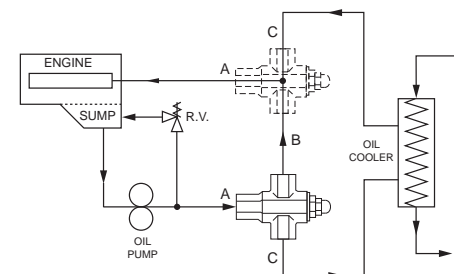 C
A
ENGINE
SUMP
R.V.
B
OIL
COOLER
A
OIL
PUMP
C